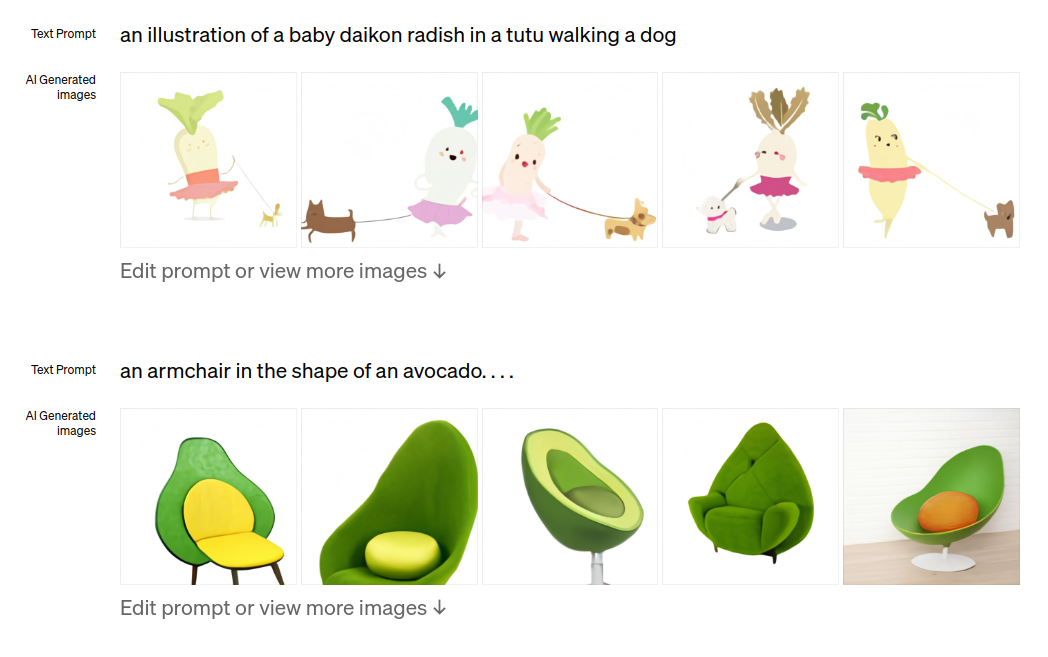 Text Prompt
an illustration of a baby daikon radish in a tutu walking a dog
AI Generated
images
Edit prompt or view more images ↓
Text Prompt
an armchair in the shape of an avocado. . . .
AI Generated
images
Edit prompt or view more images ↓